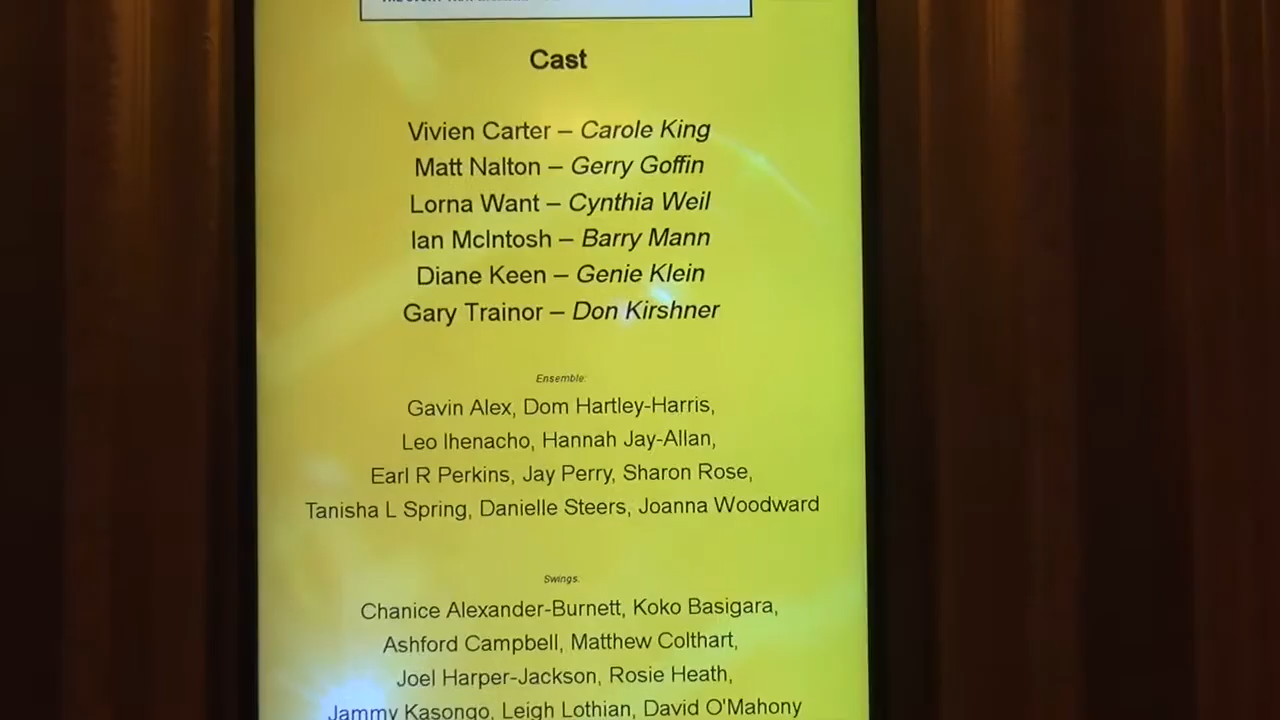 Cast
Vivien Carter – Carole King
Matt Nalton – Gerry Goffin
Lorna Want – Cynthia Weil
Ian McIntosh – Barry Mann
Diane Keen – Genie Klein
Gary Trainor – Don Kirshner
Ensemble:
Gavin Alex, Dom Hartley-Harris,
Leo Ihenacho, Hannah Jay-Allan,
Earl R Perkins, Jay Perry, Sharon Rose,
Tanisha L Spring, Danielle Steers, Joanna Woodward
Swings:
Chanice Alexander-Burnett, Koko Basigara,
Ashford Campbell, Matthew Colthart,
Joel Harper-Jackson, Rosie Heath,
Jammy Kasongo, Leigh Lothian, David O'Mahony